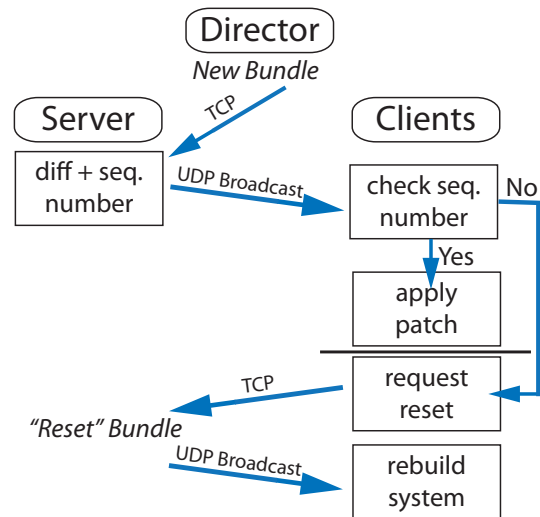 Director
New Bundle
TCP
Server
Clients
diff + seq.
number
UDP Broadcast
check seq.
number
No
Yes
apply
patch
TCP
request
reset
"Reset" Bundle
UDP Broadcast
rebuild
system